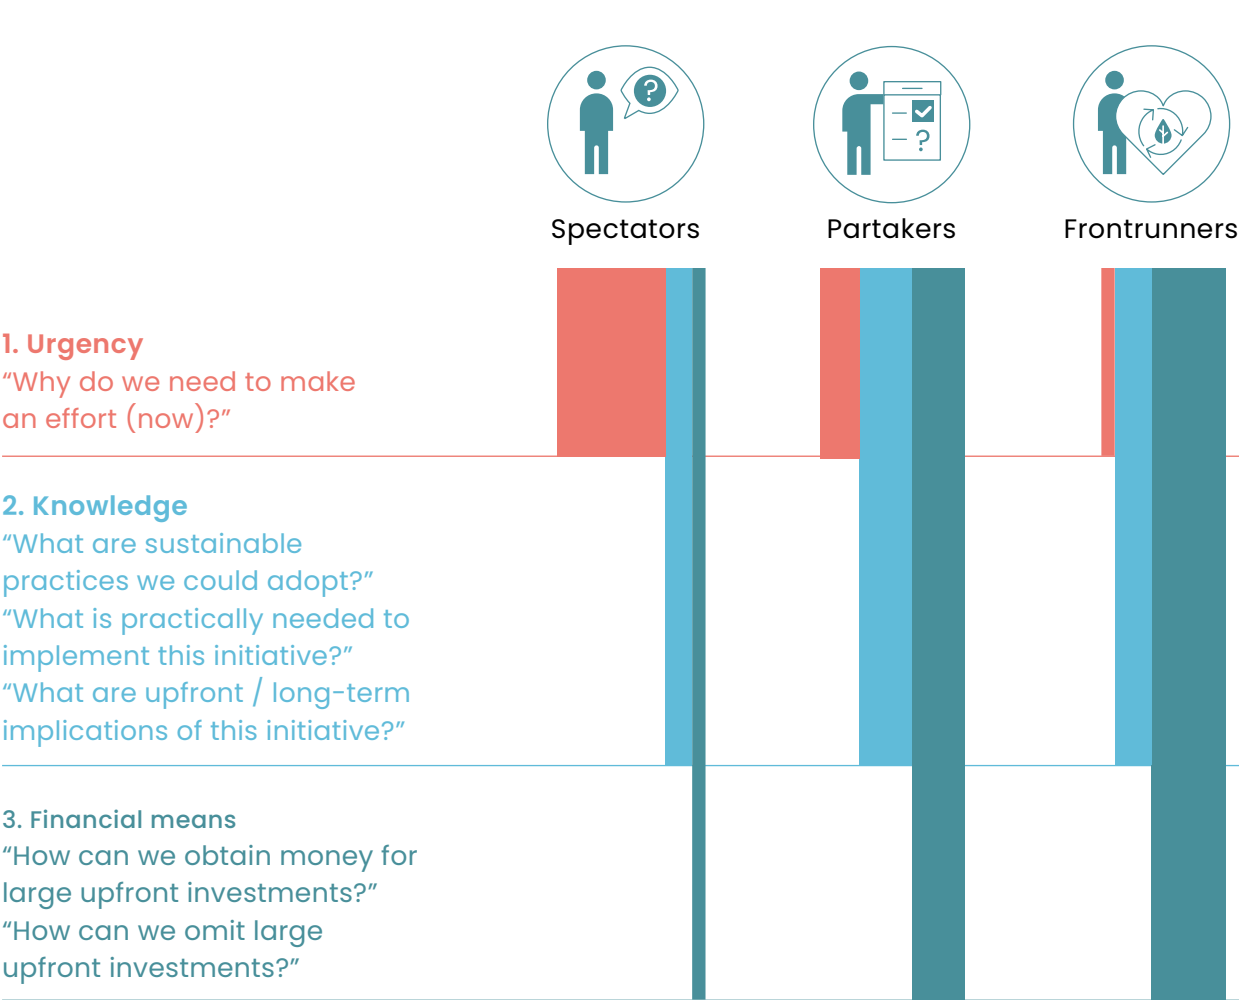 ?
?
Spectators
Partakers
Frontrunners
1. Urgency
“Why do we need to make
an effort (now)?”
2. Knowledge
“What are sustainable
practices we could adopt?”
“What is practically needed to
implement this initiative?”
“What are upfront / long-term
implications of this initiative?”
3. Financial means
“How can we obtain money for
large upfront investments?”
“How can we omit large
upfront investments?”